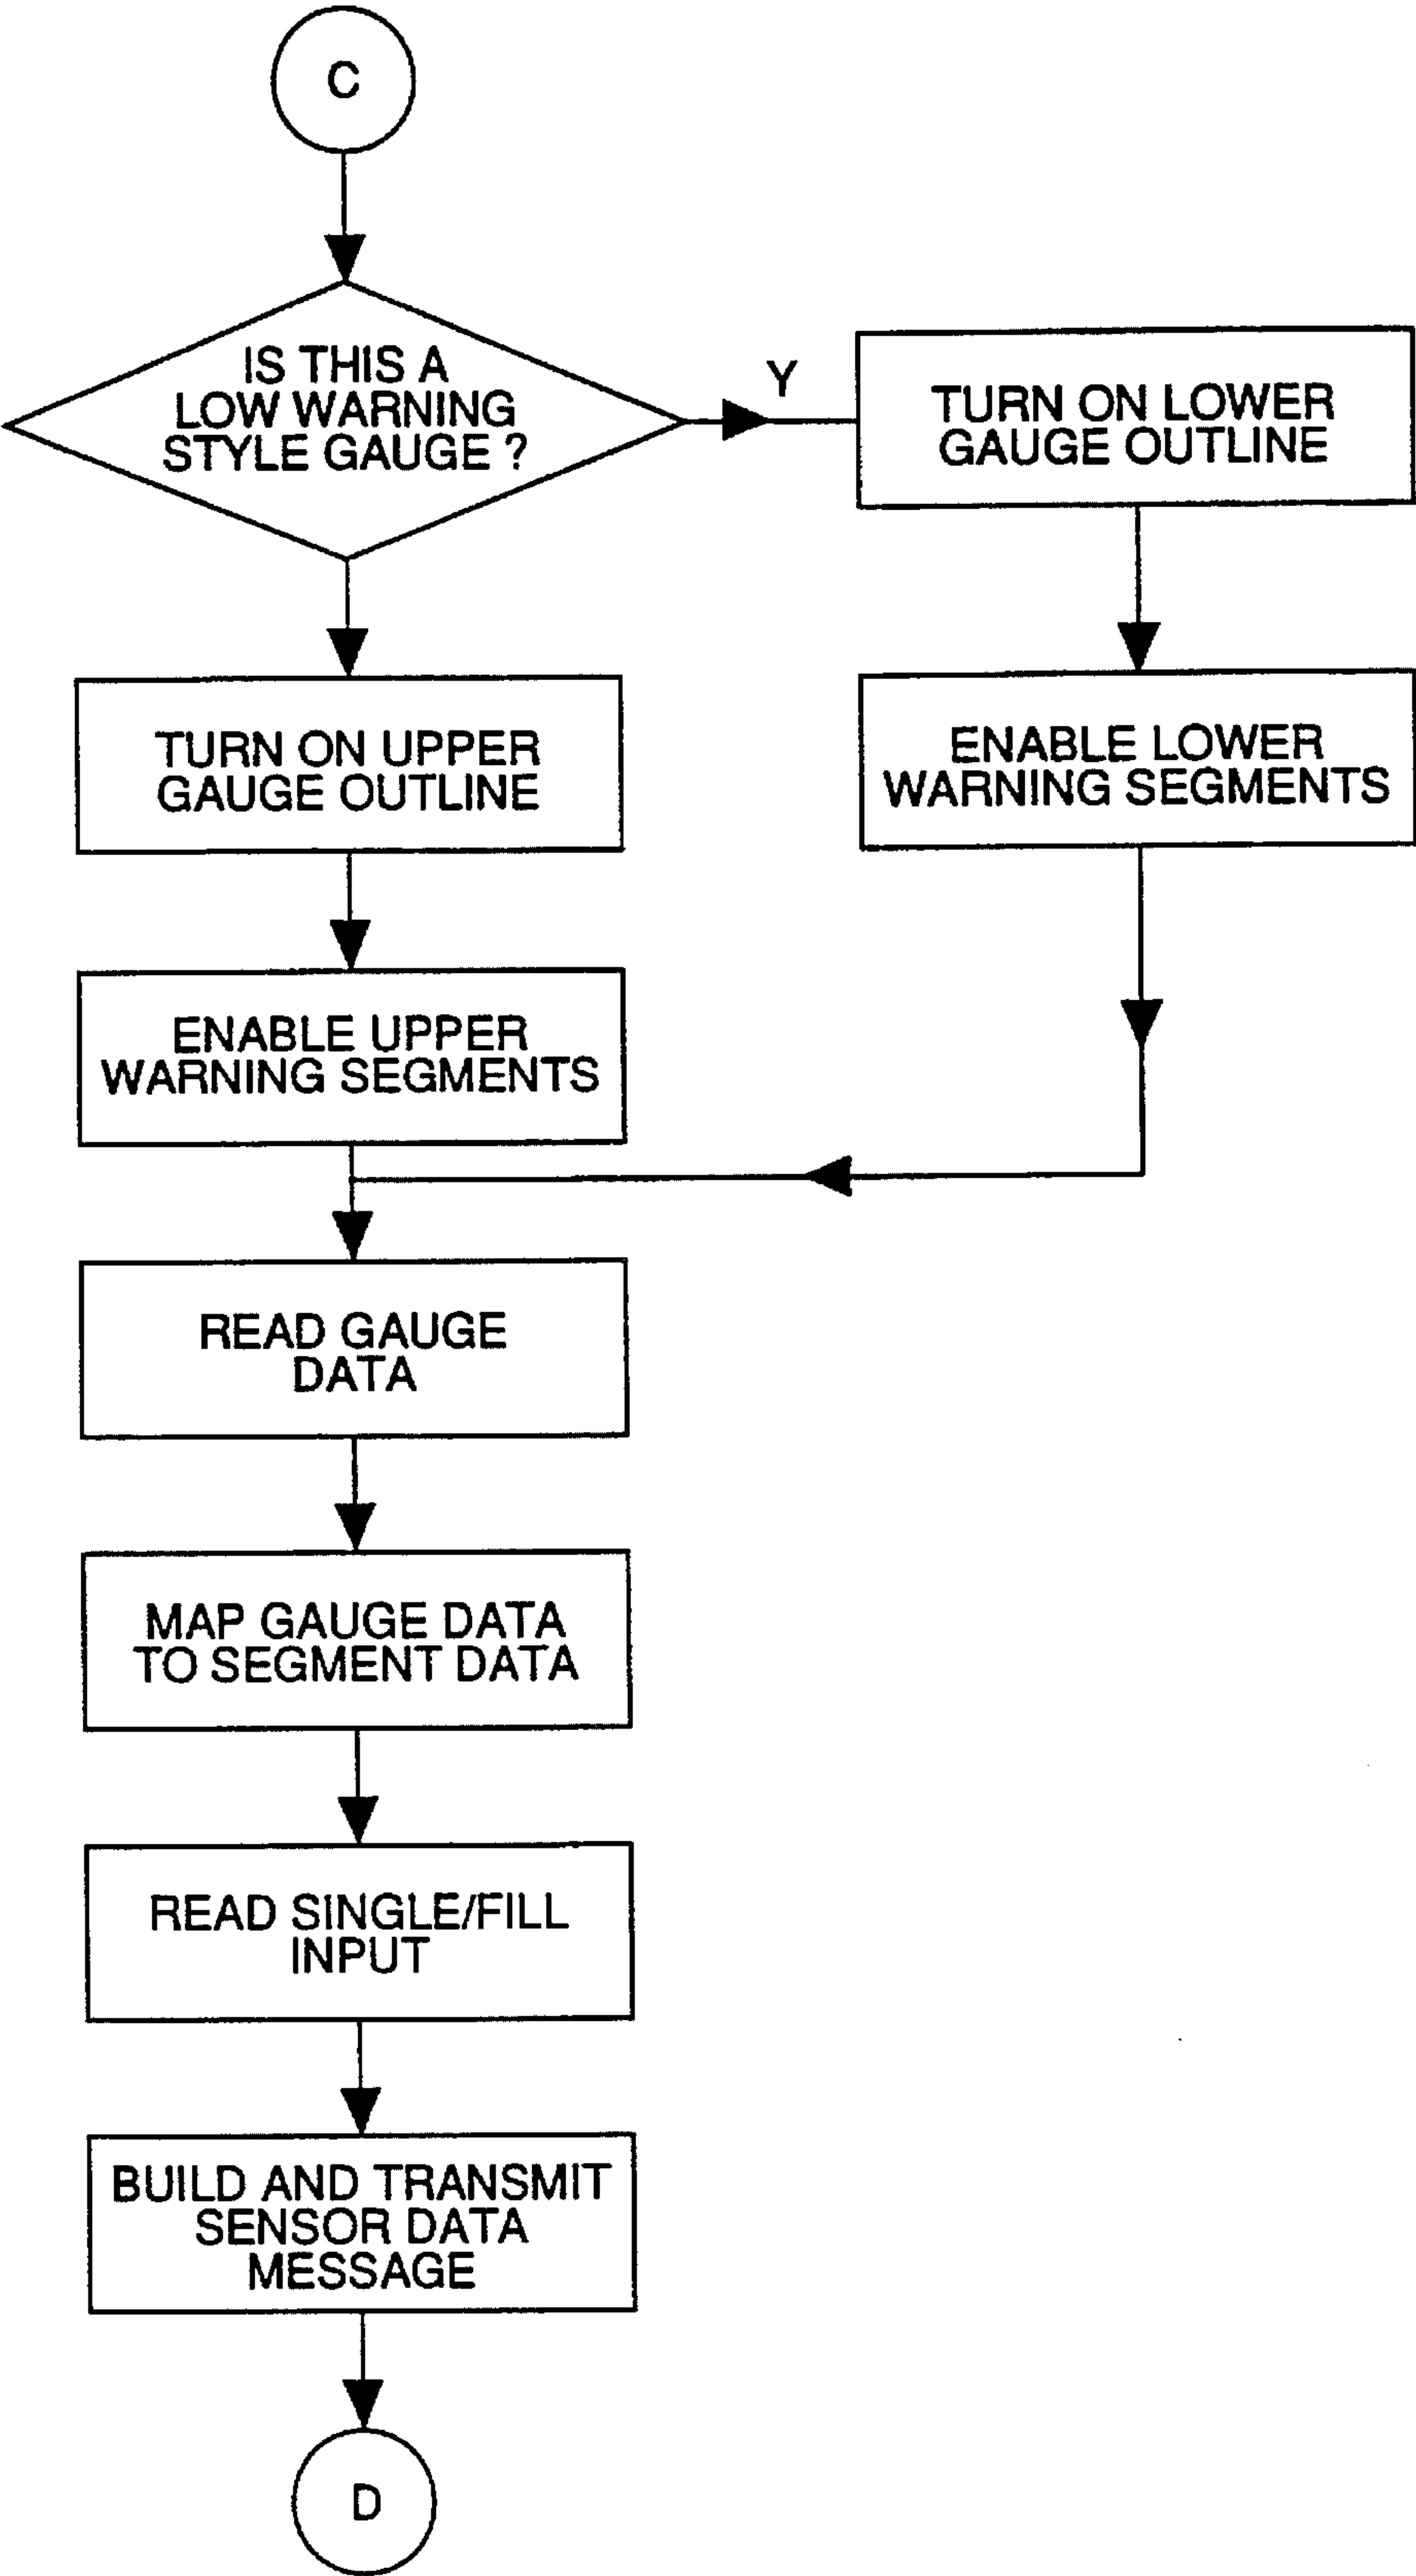 C
IS THIS A
LOW WARNING
STYLE GAUGE ?
Y
TURN ON LOWER
GAUGE OUTLINE
TURN ON UPPER
GAUGE OUTLINE
ENABLE LOWER
WARNING SEGMENTS
ENABLE UPPER
WARNING SEGMENTS
READ GAUGE
DATA
MAP GAUGE DATA
TO SEGMENT DATA
READ SINGLE/FILL
INPUT
BUILD AND TRANSMIT
SENSOR DATA
MESSAGE
D